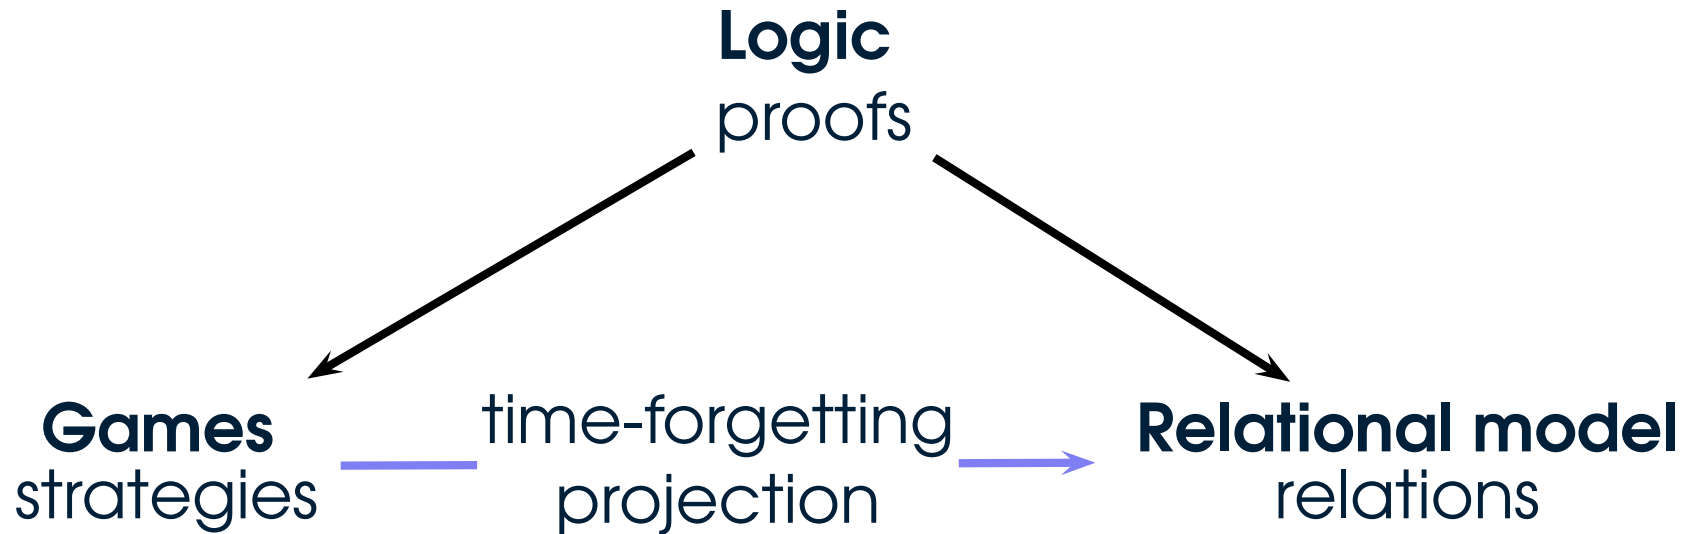 Logic
proofs
Games
strategies
time-forgetting
projection
Relational model
relations